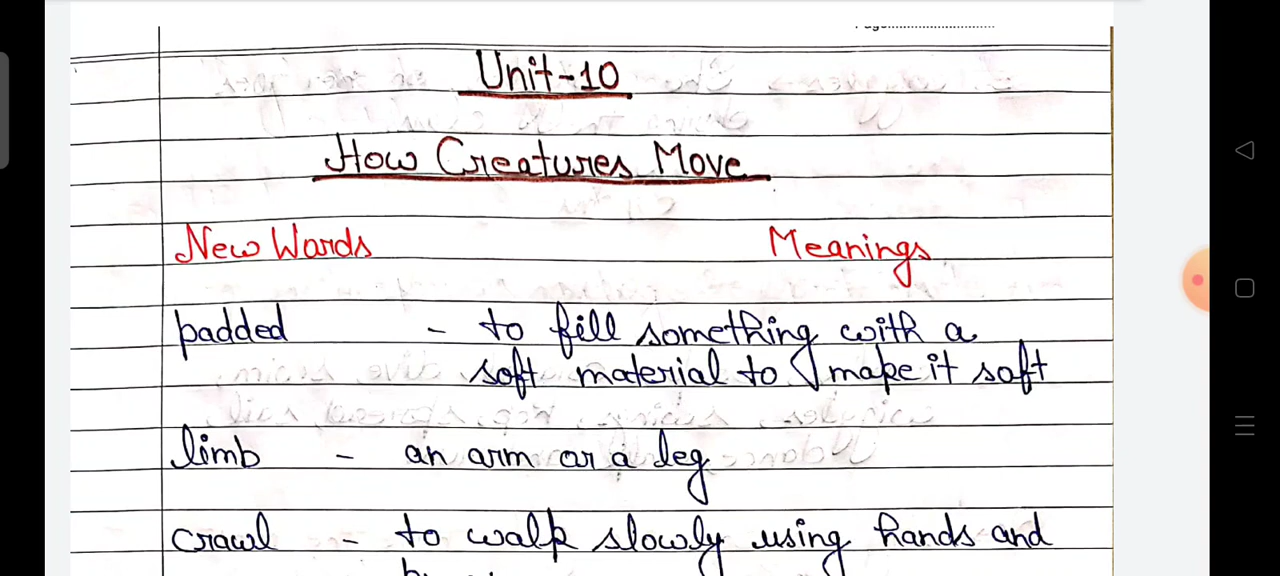 Unit-10
How Creatures Move
New Words Meanings
padded - to fill something with a
soft material to make it soft
limb - an arm or a leg
crawl - to walk slowly using hands and